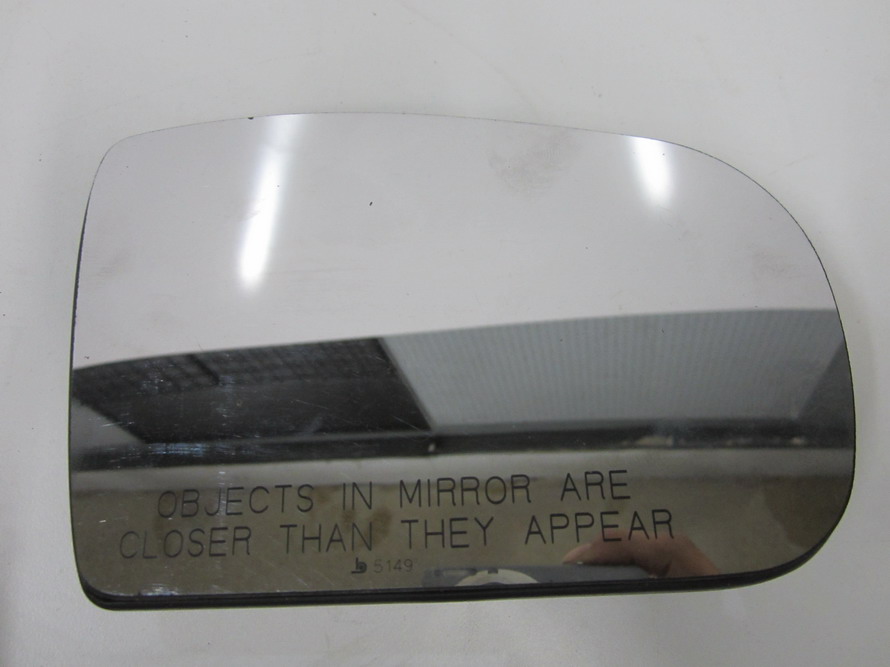 OBJECTS IN MIRROR ARE
CLOSER THAN THEY APPEAR
5149